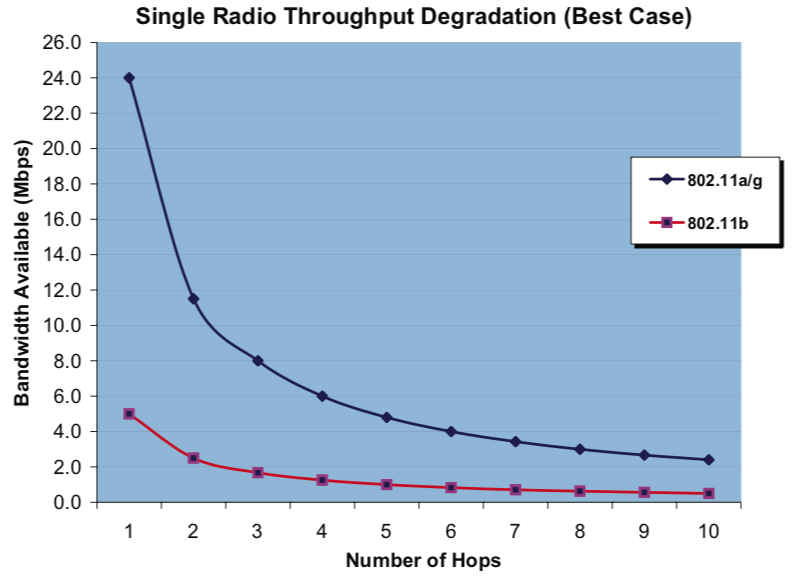 Single Radio Throughput Degradation (Best Case)
Bandwidth Available (Mbps)
26.0
24.0
22.0
20.0
18.0
16.0
14.0
12.0
10.0
8.0
6.0
4.0
2.0
0.0
802.11a/g
802.11b
1 2 3 4 5 6 7 8 9 10
Number of Hops